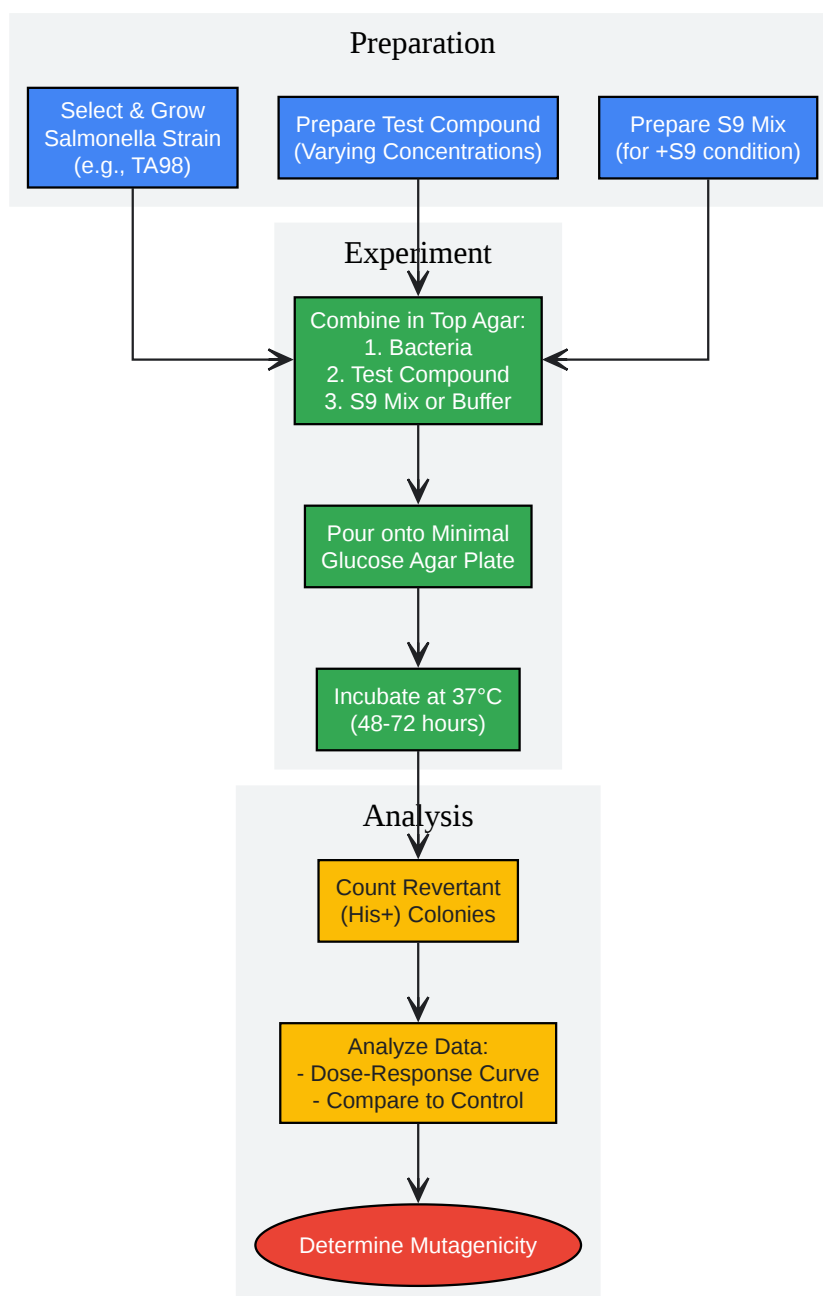 Preparation
Select & Grow
Salmonella Strain
(e.g., TA98)
Prepare Test Compound
(Varying Concentrations)
Prepare S9 Mix
(for +S9 condition)
Experiment
Combine in Top Agar:
1. Bacteria
2. Test Compound
3. S9 Mix or Buffer
Pour onto Minimal
Glucose Agar Plate
Incubate at 37°C
(48-72 hours)
Analysis
Count Revertant
(His+) Colonies
Analyze Data:
- Dose-Response Curve
- Compare to Control
Determine Mutagenicity